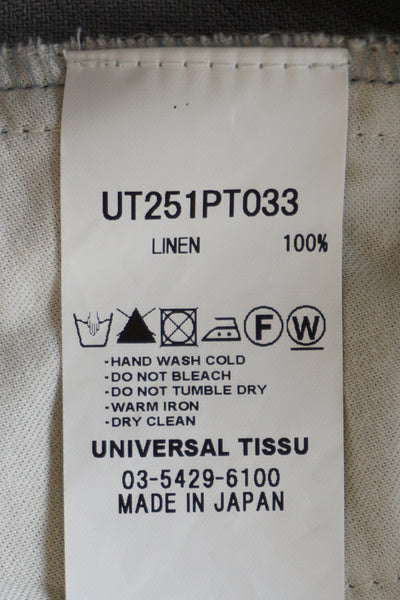 UT251PT033
LINEN 100%
F W
-HAND WASH COLD
-DO NOT BLEACH
-DO NOT TUMBLE DRY
-WARM IRON
-DRY CLEAN
UNIVERSAL TISSU
03-5429-6100
MADE IN JAPAN